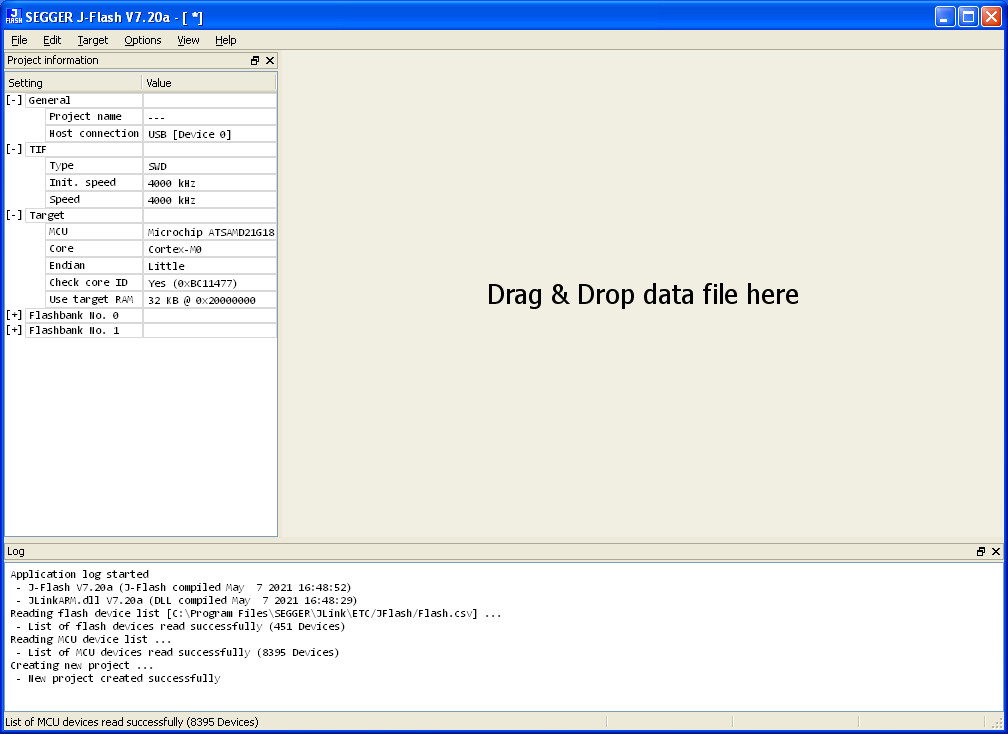 J FLASH SEGGER J-Flash V7.20a - [ *]
File Edit Target Options View Help
Project information
Setting Value
[-] General
Project name ---
Host connection USB [Device 0]
[-] TIF
Type SWD
Init. speed 4000 kHz
Speed 4000 kHz
[-] Target
MCU Microchip ATSAMD21G18
Core Cortex-M0
Endian Little
Check core ID Yes (0xBC11477)
Use target RAM 32 KB @ 0x20000000
[+] Flashbank No. 0
[+] Flashbank No. 1
Drag & Drop data file here
Log
Application log started
- J-Flash V7.20a (J-Flash compiled May  7 2021 16:48:52)
- JLinkARM.dll V7.20a (DLL compiled May  7 2021 16:48:29)
Reading flash device list [C:\Program Files\SEGGER\JLink\ETC/JFlash/Flash.csv] ...
- List of flash devices read successfully (451 Devices)
Reading MCU device list ...
- List of MCU devices read successfully (8395 Devices)
Creating new project ...
- New project created successfully
List of MCU devices read successfully (8395 Devices)